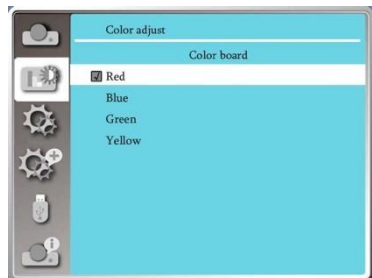 Color adjust
Color board
Red
Blue
Green
Yellow